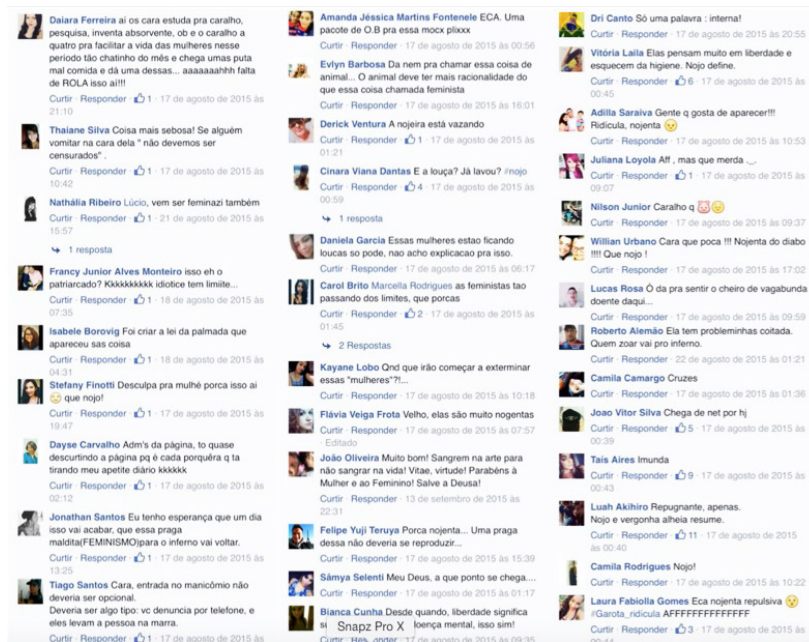 Daiara Ferreira aí os cara estuda pra caralho,
pesquisa, inventa absorvente, ob e o caralho a
quatro pra facilitar a vida das mulheres nesse
período tão chatinho do mês e chega umas puta
mal comida e dá uma dessas... aaaaaaahhh falta
de ROLA isso aí!!!
Curtir · Responder · 1 · 17 de agosto de 2015 às
21:10
Thaiane Silva Coisa mais sebosa! Se alguém
vomitar na cara dela " não devemos ser
censurados" .
Curtir · Responder · 1 · 17 de agosto de 2015 às
10:42
Nathália Ribeiro Lúcio, vem ser feminazi também
Curtir · Responder · 1 · 21 de agosto de 2015 às
15:57
1 resposta
Francy Junior Alves Monteiro isso eh o
patriarcado? Kkkkkkkkkk idiotice tem limiite...
Curtir · Responder · 1 · 18 de agosto de 2015 às
07:35
Isabele Borovig Foi criar a lei da palmada que
apareceu sas coisa
Curtir · Responder · 1 · 18 de agosto de 2015 às
04:31
Stefany Finotti Desculpa pra mulhé porca isso ai
que nojo!
Curtir · Responder · 1 · 17 de agosto de 2015 às
19:47
Dayse Carvalho Adm's da página, to quase
descurtindo a página pq é cada porquêra q ta
tirando meu apetite diário kkkkkk
Curtir · Responder · 1 · 17 de agosto de 2015 às
02:12
Jonathan Santos Eu tenho esperança que um dia
isso vai acabar, que essa praga
maldita(FEMINISMO)para o inferno vai voltar.
Curtir · Responder · 1 · 17 de agosto de 2015 às
13:25
Tiago Santos Cara, entrada no manicômio não
deveria ser opcional.
Deveria ser algo tipo: vc denuncia por telefone, e
eles levam a pessoa na marra.
Curtir · Responder · 1 · 17 de agosto de 2015 às
Amanda Jéssica Martins Fontenele ECA. Uma
pacote de O.B pra essa mocx plixxx
Curtir · Responder · 17 de agosto de 2015 às 00:56
Evlyn Barbosa Da nem pra chamar essa coisa de
animal... O animal deve ter mais racionalidade do
que essa coisa chamada feminista
Curtir · Responder · 17 de agosto de 2015 às 16:01
Derick Ventura A nojeira está vazando
Curtir · Responder · 1 · 17 de agosto de 2015 às
01:21
Cinara Viana Dantas E a louça? Já lavou? #nojo
Curtir · Responder · 4 · 17 de agosto de 2015 às
00:59
1 resposta
Daniela Garcia Essas mulheres estao ficando
loucas so pode, nao acho explicação pra isso.
Curtir · Responder · 17 de agosto de 2015 às 06:17
Carol Brito Marcella Rodrigues as feministas tao
passando dos limites, que porcas
Curtir · Responder · 2 · 17 de agosto de 2015 às
01:45
2 Respostas
Kayane Lobo Qnd que irão começar a exterminar
essas "mulheres"?!...
Curtir · Responder · 17 de agosto de 2015 às 10:18
Flávia Veiga Frota Velho, elas são muito nogentas
Curtir · Responder · 17 de agosto de 2015 às 07:57
· Editado
João Oliveira Muito bom! Sangrem na arte para
não sangrar na vida! Vitae, virtude! Parabéns à
Mulher e ao Feminino! Salve a Deusa!
Curtir · Responder · 13 de setembro de 2015 às
22:31
Felipe Yuji Teruya Porca nojenta... Uma praga
dessa não deveria se reproduzir...
Curtir · Responder · 17 de agosto de 2015 às 15:39
Sâmya Selenti Meu Deus, a que ponto se chega....
Curtir · Responder · 17 de agosto de 2015 às 01:17
Bianca Cunha Desde quando, liberdade significa
Snapz Pro X oença mental, isso sim!
17 de agosto de 2015 às 09:35
Dri Canto Só uma palavra : interna!
Curtir · Responder · 17 de agosto de 2015 às 20:55
Vitória Laila Elas pensam muito em liberdade e
esquecem da higiene. Nojo define.
Curtir · Responder · 6 · 17 de agosto de 2015 às
00:45
Adilla Saraiva Gente q gosta de aparecer!!!
Ridicula, nojenta
Curtir · Responder · 17 de agosto de 2015 às 10:53
Juliana Loyola Aff , mas que merda ._.
Curtir · Responder · 1 · 17 de agosto de 2015 às
09:07
Nilson Junior Caralho q
Curtir · Responder · 17 de agosto de 2015 às 09:37
Willian Urbano Cara que poca !!! Nojenta do diabo
!!!! Que nojo !
Curtir · Responder · 17 de agosto de 2015 às 17:02
Lucas Rosa Ó da pra sentir o cheiro de vagabunda
doente daqui...
Curtir · Responder · 17 de agosto de 2015 às 09:59
Roberto Alemão Ela tem probleminhas coitada.
Quem zoar vai pro inferno.
Curtir · Responder · 22 de agosto de 2015 às 01:21
Camila Camargo Cruzes
Curtir · Responder · 17 de agosto de 2015 às 01:36
Joao Vitor Silva Chega de net por hj
Curtir · Responder · 5 · 17 de agosto de 2015 às
00:39
Taís Aires Imunda
Curtir · Responder · 9 · 17 de agosto de 2015 às
00:43
Luah Akihiro Repugnante, apenas.
Nojo e vergonha alheia resume.
Curtir · Responder · 11 · 17 de agosto de 2015
às 00:40
Camila Rodrigues Nojo!
Curtir · Responder · 17 de agosto de 2015 às 10:22
Laura Fabiolla Gomes Eca nojenta repulsiva
#Garota_ridicula AFFFFFFFFFFFFFF
Curtir · Responder · 3 · 17 de agosto de 2015 às